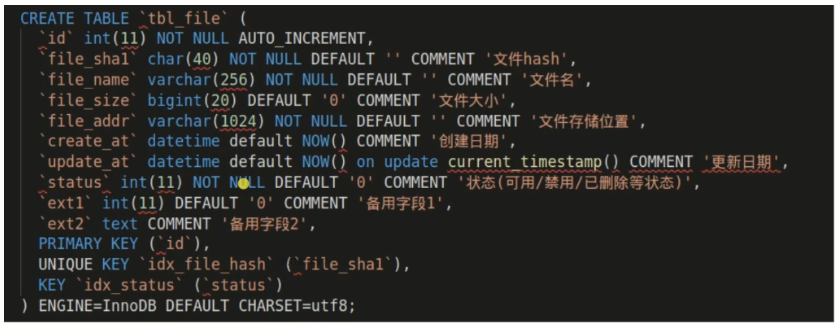 CREATE TABLE `tbl_file` (
`id` int(11) NOT NULL AUTO_INCREMENT,
`file_sha1` char(40) NOT NULL DEFAULT '' COMMENT '文件hash',
`file_name` varchar(256) NOT NULL DEFAULT '' COMMENT '文件名',
`file_size` bigint(20) DEFAULT '0' COMMENT '文件大小',
`file_addr` varchar(1024) NOT NULL DEFAULT '' COMMENT '文件存储位置',
`create_at` datetime default NOW() COMMENT '创建日期',
`update_at` datetime default NOW() on update current_timestamp() COMMENT '更新日期',
`status` int(11) NOT NULL DEFAULT '0' COMMENT '状态(可用/禁用/已删除等状态)',
`ext1` int(11) DEFAULT '0' COMMENT '备用字段1',
`ext2` text COMMENT '备用字段2',
PRIMARY KEY (`id`),
UNIQUE KEY `idx_file_hash` (`file_sha1`),
KEY `idx_status` (`status`)
) ENGINE=InnoDB DEFAULT CHARSET=utf8;